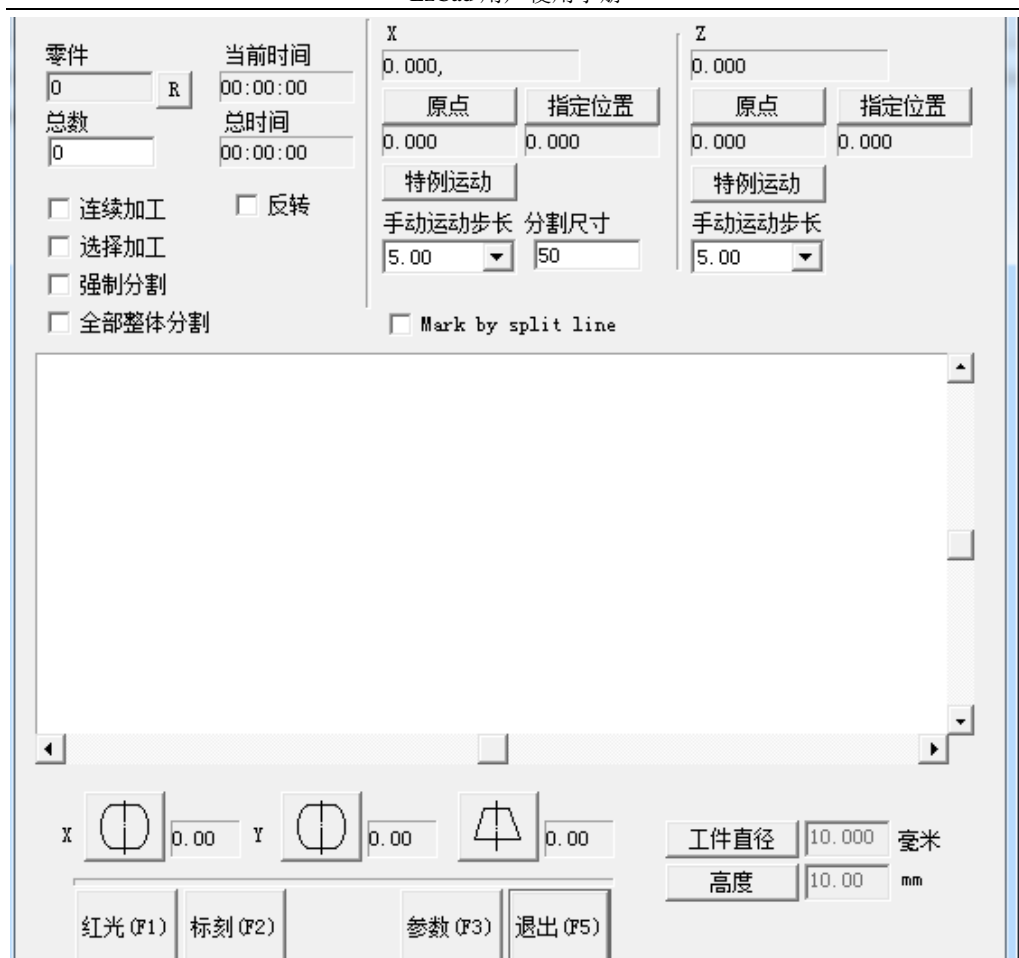 零件
当前时间
0
R
00:00:00
总数
总时间
0
00:00:00
连续加工
反转
选择加工
强制分割
全部整体分割
X
0.000,
原点
指定位置
0.000
0.000
特例运动
手动运动步长 分割尺寸
5.00
50
Mark by split line
Z
0.000
原点
指定位置
0.000
0.000
特例运动
手动运动步长
5.00
X
0.00
Y
0.00
0.00
工件直径
10.000
毫米
高度
10.00
mm
红光(F1)
标刻(F2)
参数(F3)
退出(F5)